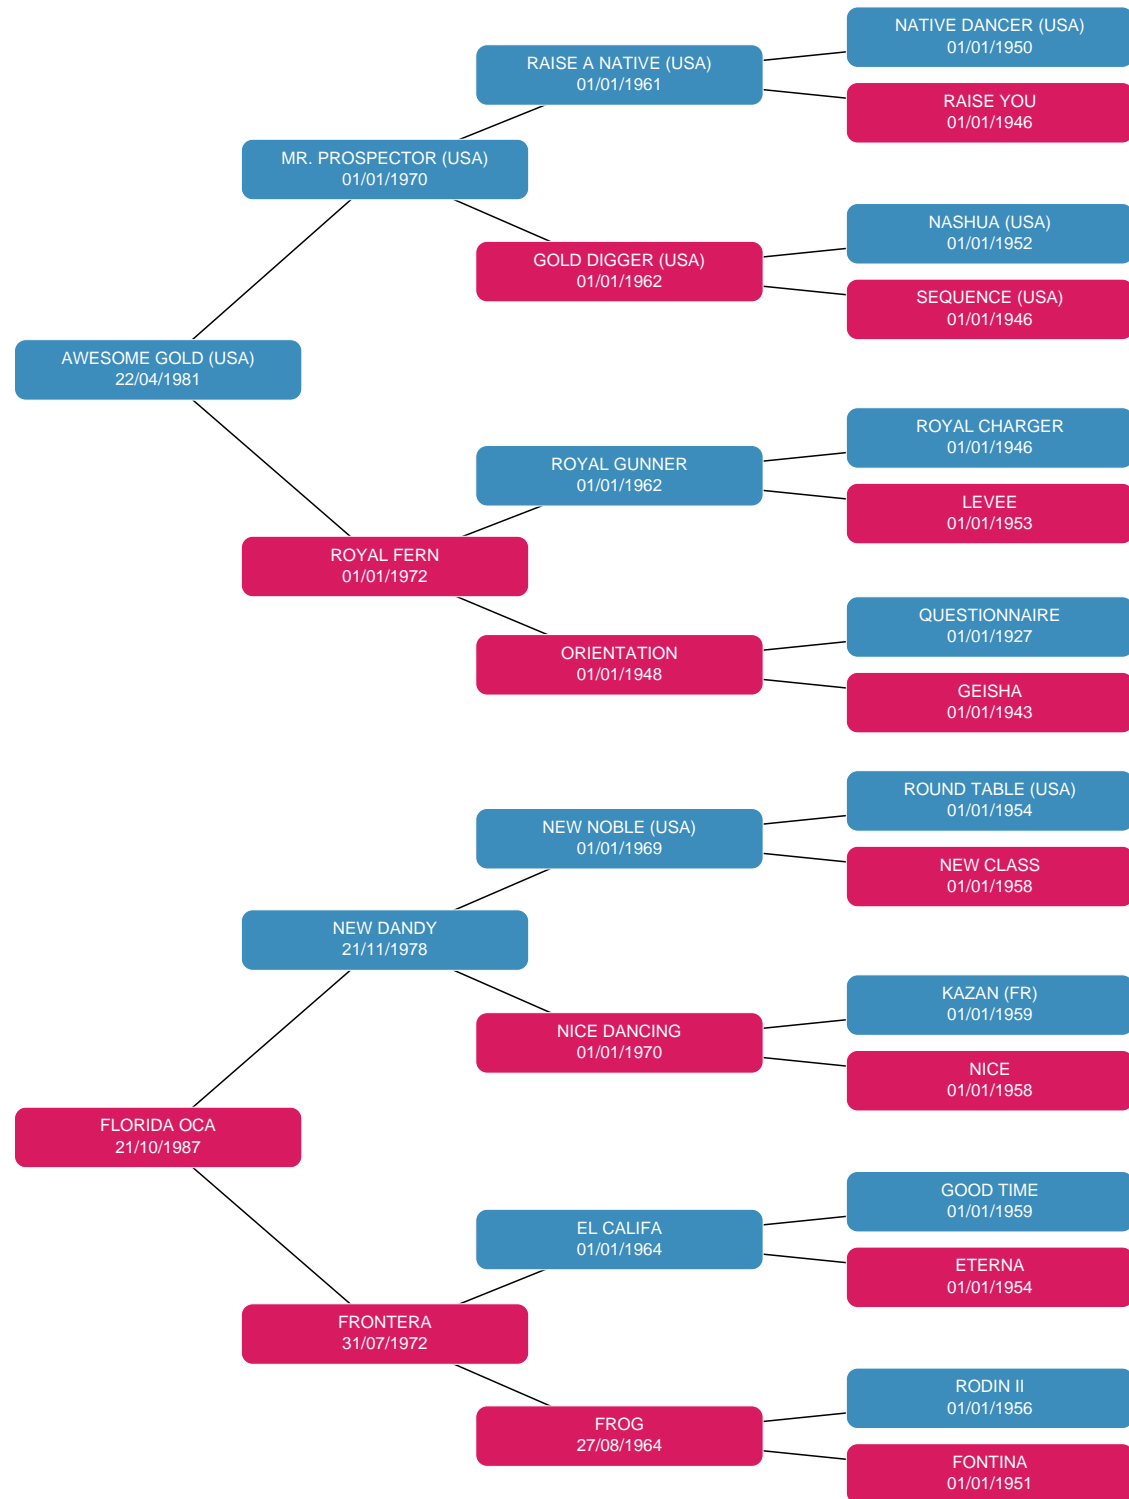 NATIVE DANCER (USA)
01/01/1950
RAISE A NATIVE (USA)
01/01/1961
RAISE YOU
01/01/1946
MR. PROSPECTOR (USA)
01/01/1970
NASHUA (USA)
01/01/1952
GOLD DIGGER (USA)
01/01/1962
SEQUENCE (USA)
01/01/1946
AWESOME GOLD (USA)
22/04/1981
ROYAL CHARGER
01/01/1946
ROYAL GUNNER
01/01/1962
LEVEE
01/01/1953
ROYAL FERN
01/01/1972
QUESTIONNAIRE
01/01/1927
ORIENTATION
01/01/1948
GEISHA
01/01/1943
ROUND TABLE (USA)
01/01/1954
NEW NOBLE (USA)
01/01/1969
NEW CLASS
01/01/1958
NEW DANDY
21/11/1978
KAZAN (FR)
01/01/1959
NICE DANCING
01/01/1970
NICE
01/01/1958
FLORIDA OCA
21/10/1987
GOOD TIME
01/01/1959
EL CALIFA
01/01/1964
ETERNA
01/01/1954
FRONTERA
31/07/1972
RODIN II
01/01/1956
FROG
27/08/1964
FONTINA
01/01/1951